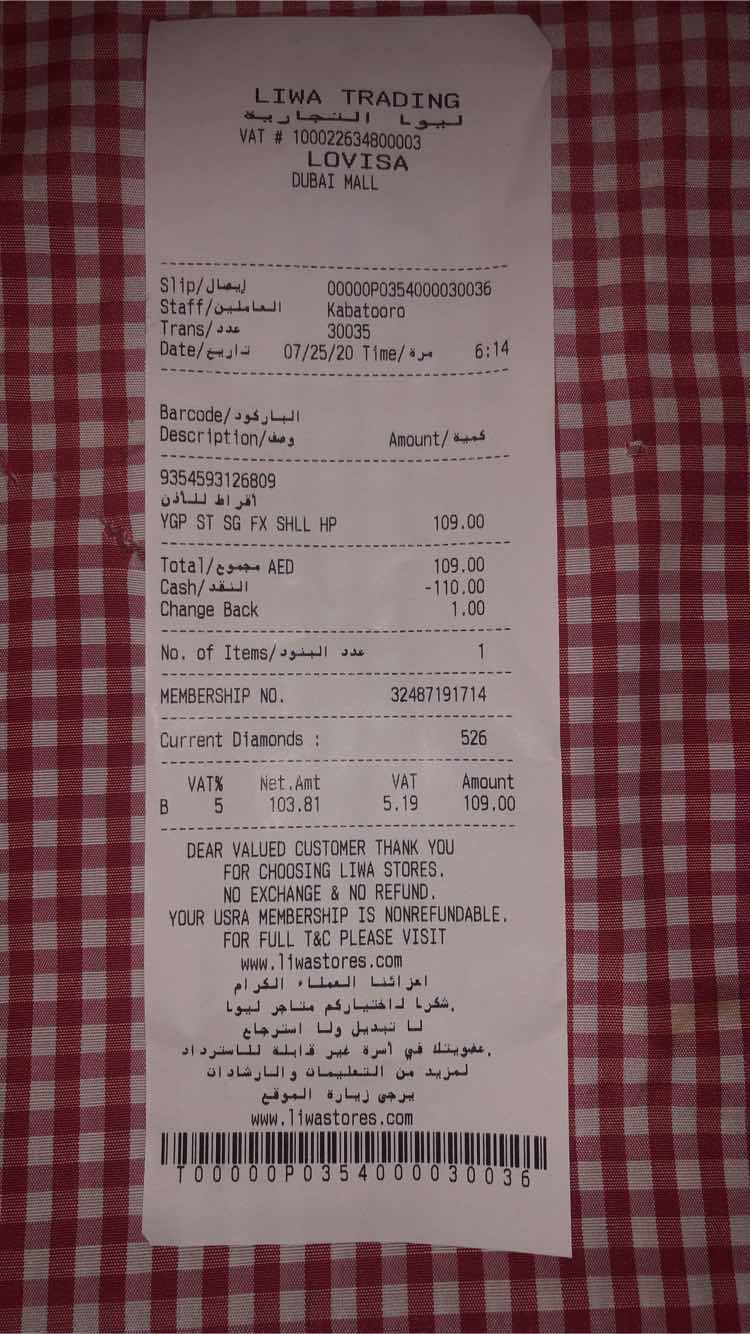 LIWA TRADING
ليوا التجارية
VAT # 100022634800003
LOVISA
DUBAI MALL
Slip/إيصال 00000P0354000030036
Staff/العاملين Kabatooro
Trans/عدد 30035
Date/تاريخ 07/25/20 Time/مرة 6:14
Barcode/الباركود
Description/وصف Amount/كمية
9354593126809
أقراط للأذن
YGP ST SG FX SHLL HP 109.00
Total/مجموع AED 109.00
Cash/النقد -110.00
Change Back 1.00
No. of Items/عدد البنود 1
MEMBERSHIP NO. 32487191714
Current Diamonds : 526
VAT% Net.Amt VAT Amount
B 5 103.81 5.19 109.00
DEAR VALUED CUSTOMER THANK YOU
FOR CHOOSING LIWA STORES.
NO EXCHANGE & NO REFUND.
YOUR USRA MEMBERSHIP IS NONREFUNDABLE.
FOR FULL T&C PLEASE VISIT
www.liwastores.com
اعزائنا العملاء الكرام
شكرا لاختياركم متاجر ليوا.
لا تبديل ولا استرجاع
عضويتك في أسرة غير قابلة للاسترداد.
لمزيد من التعليمات والارشادات
يرجى زيارة الموقع
www.liwastores.com
T00000P0354000030036